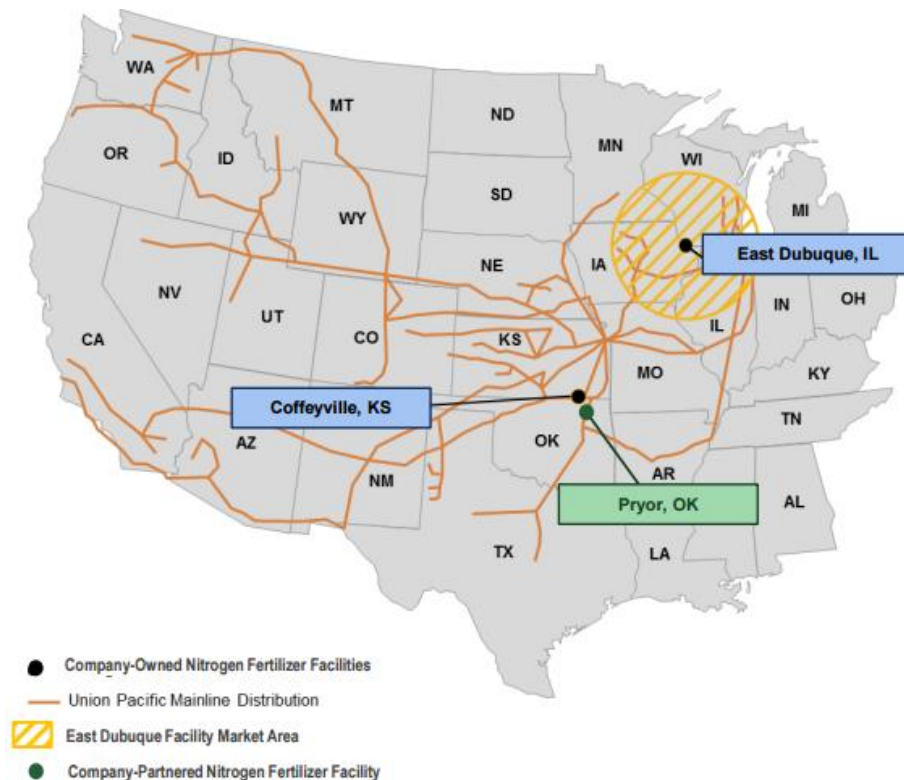 WA
MT
ND
MN
OR
ID
WI
SD
MI
WY
East Dubuque, IL
NE
IA
NV
OH
IN
UT
IL
CA
CO
KS
MO
KY
Coffeyville, KS
TN
AZ
OK
NM
AR
Pryor, OK
AL
TX
LA
Company-Owned Nitrogen Fertilizer Facilities
Union Pacific Mainline Distribution
East Dubuque Facility Market Area
Company-Partnered Nitrogen Fertilizer Facility